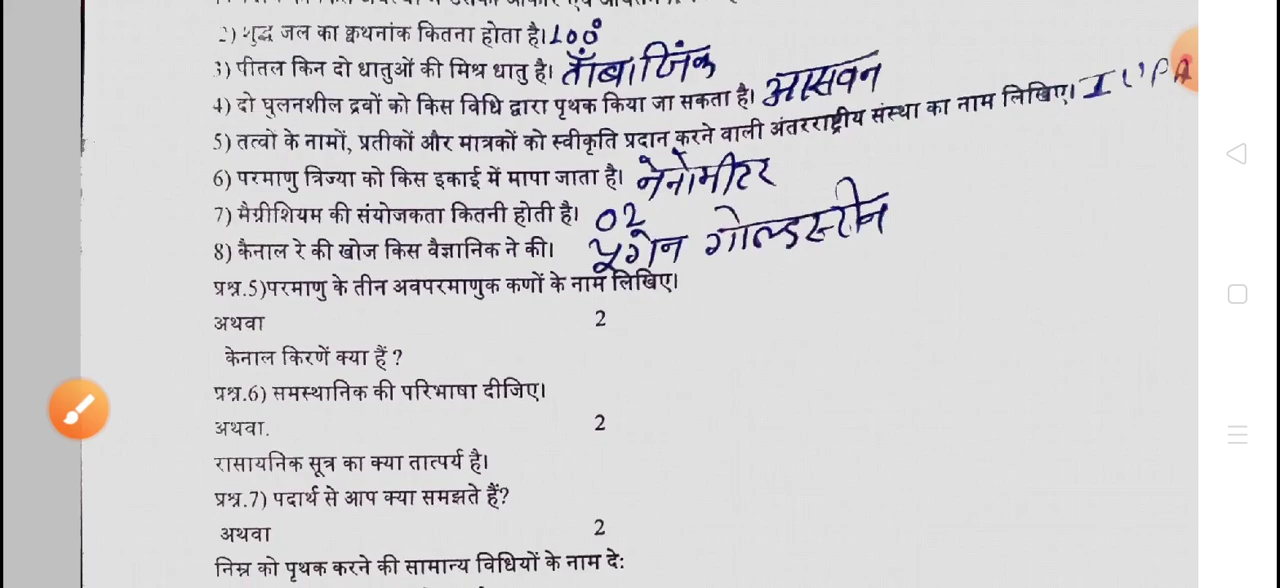 2) शुद्ध जल का क्वथनांक कितना होता है। 100°
3) पीतल किन दो धातुओं की मिश्र धातु है। ताँबा जिंक
4) दो घुलनशील द्रवों को किस विधि द्वारा पृथक किया जा सकता है। आसवन
5) तत्वों के नामों, प्रतीकों और मात्रकों को स्वीकृति प्रदान करने वाली अंतरराष्ट्रीय संस्था का नाम लिखिए। IUPA
6) परमाणु त्रिज्या को किस इकाई में मापा जाता है। नेनोमीटर
7) मैग्नीशियम की संयोजकता कितनी होती है। 02
8) कैनाल रे की खोज किस वैज्ञानिक ने की। यूगेन गोल्डस्टीन
प्रश्न.5)परमाणु के तीन अवपरमाणुक कणों के नाम लिखिए।
अथवा 2
केनाल किरणें क्या हैं ?
प्रश्न.6) समस्थानिक की परिभाषा दीजिए।
अथवा. 2
रासायनिक सूत्र का क्या तात्पर्य है।
प्रश्न.7) पदार्थ से आप क्या समझते हैं?
अथवा 2
निम्न को पृथक करने की सामान्य विधियों के नाम दे: